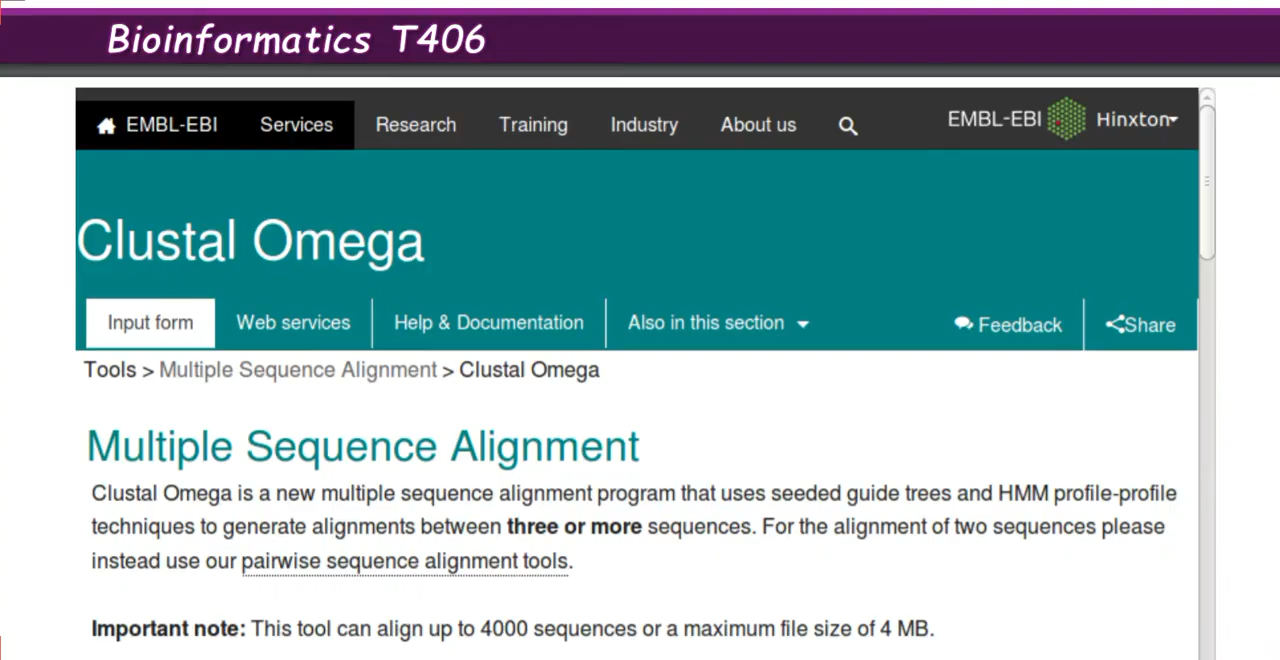 Bioinformatics T406
EMBL-EBI Services Research Training Industry About us EMBL-EBI Hinxton
Clustal Omega
Input form Web services Help & Documentation Also in this section Feedback Share
Tools > Multiple Sequence Alignment > Clustal Omega
Multiple Sequence Alignment
Clustal Omega is a new multiple sequence alignment program that uses seeded guide trees and HMM profile-profile
techniques to generate alignments between three or more sequences. For the alignment of two sequences please
instead use our pairwise sequence alignment tools.
Important note: This tool can align up to 4000 sequences or a maximum file size of 4 MB.